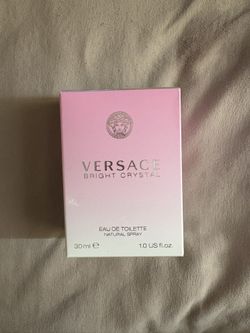 VERSACE
BRIGHT CRYSTAL
EAU DE TOILETTE
NATURAL SPRAY
30 ml ℮ 1.0 US fl.oz.